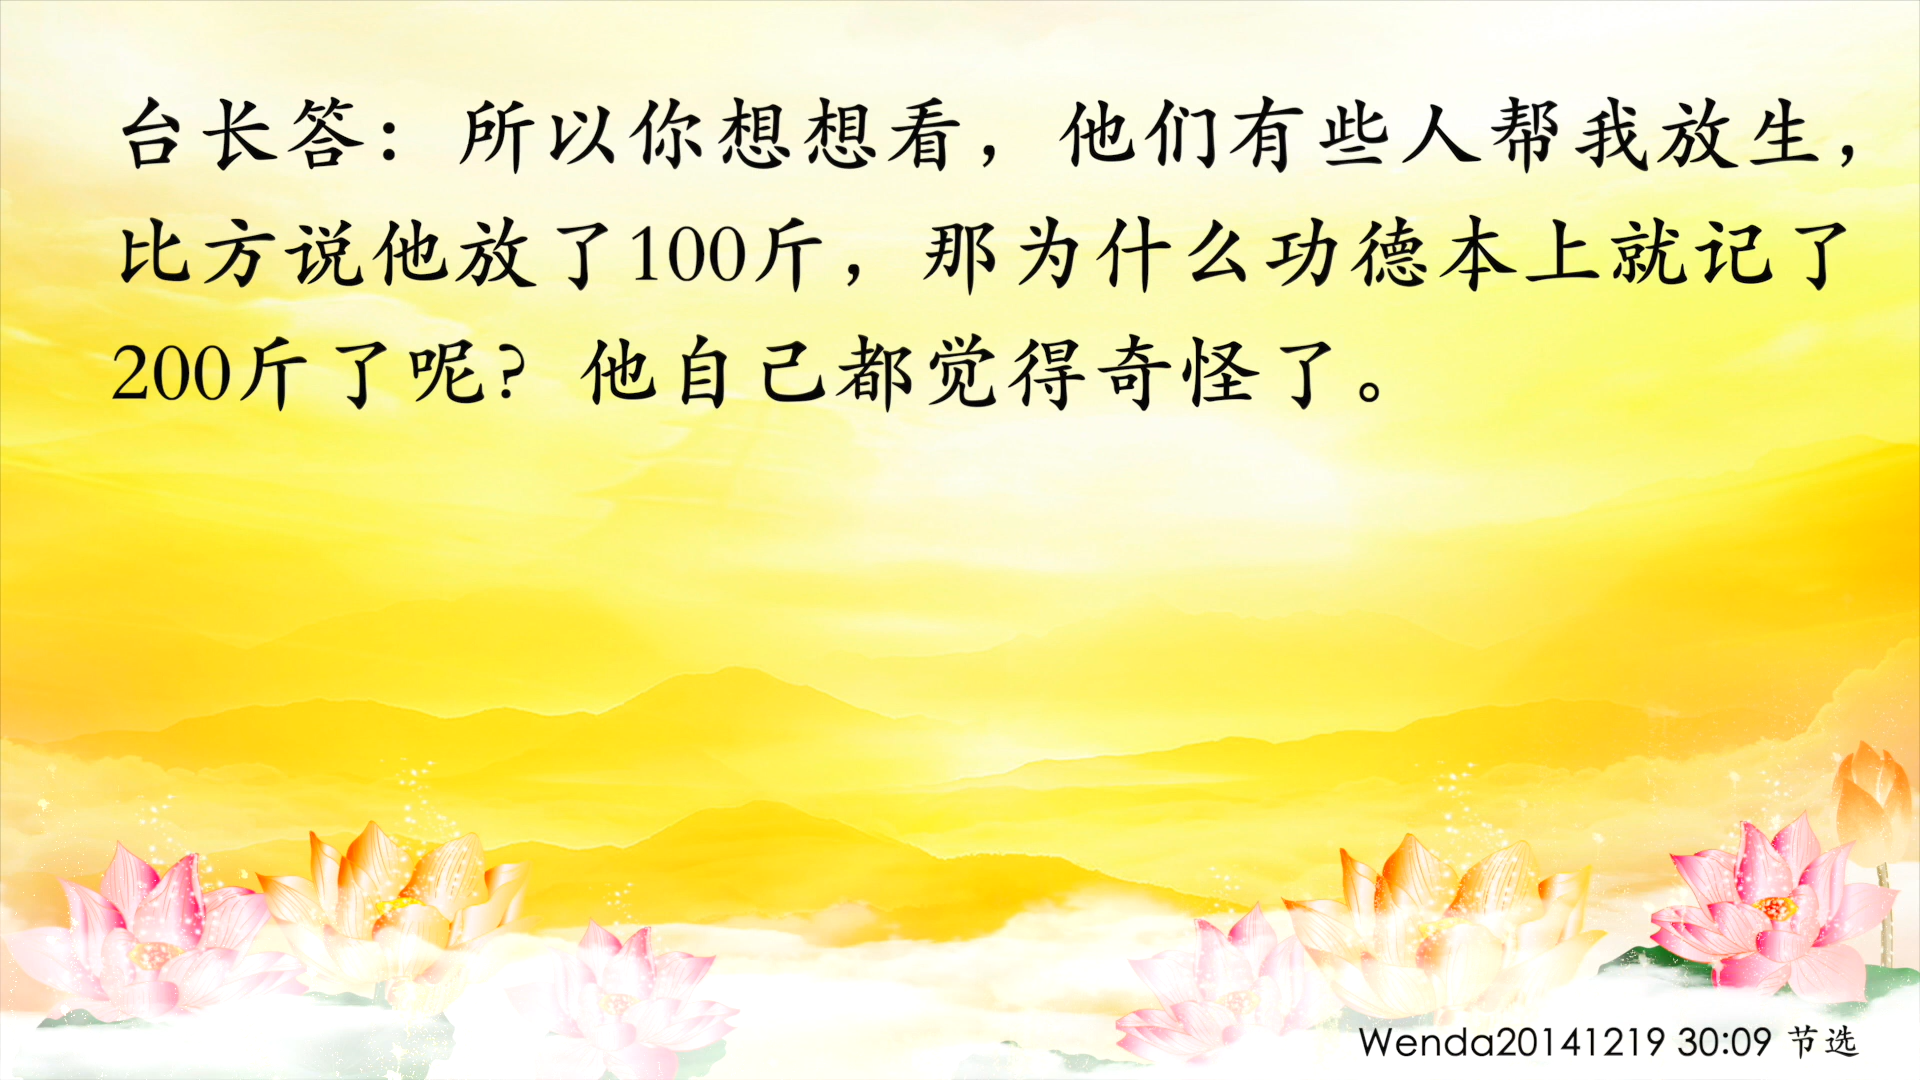 台长答：所以你想想看，他们有些人帮我放生，
比方说他放了100斤，那为什么功德本上就记了
200斤了呢？他自己都觉得奇怪了。
Wenda20141219 30:09 节选